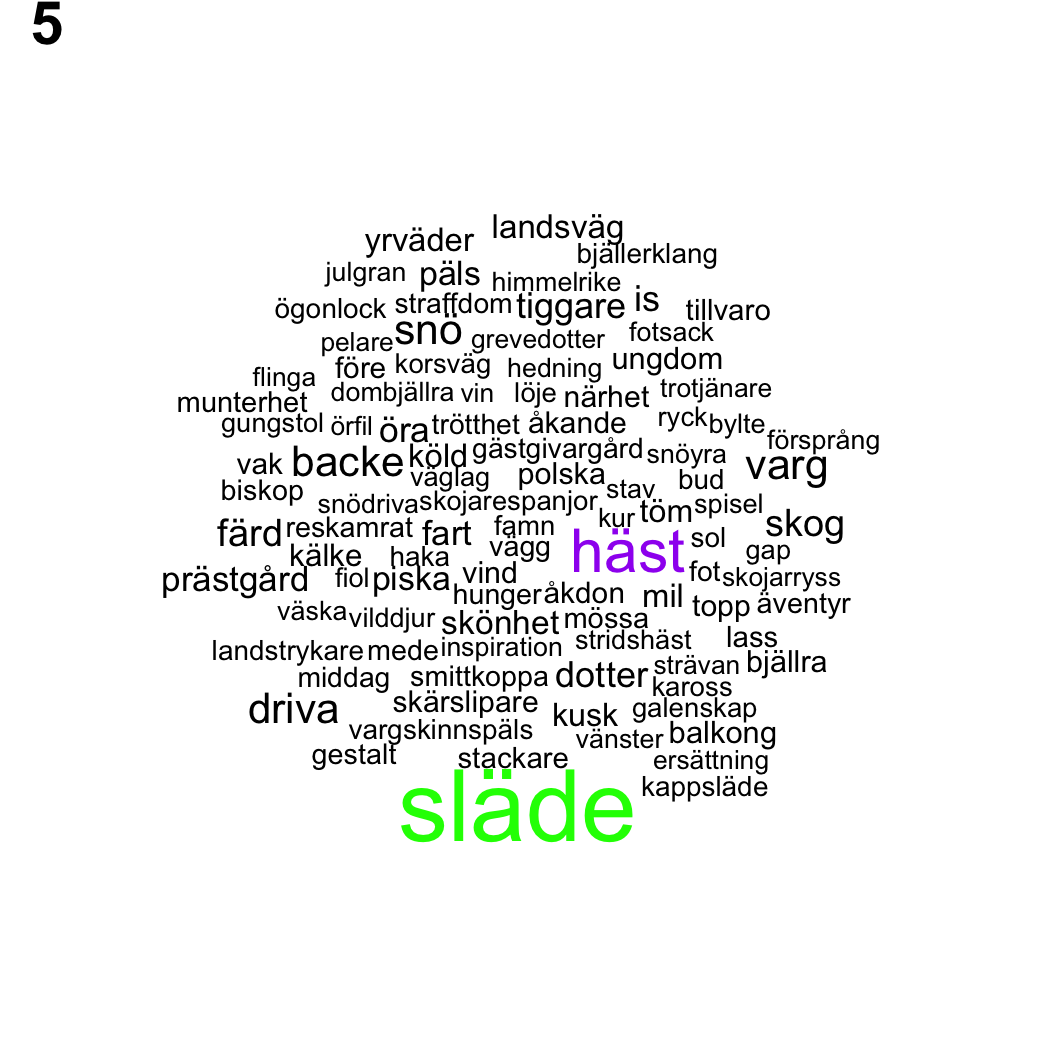 5
landsväg
yrväder
bjällerklang
julgran päls himmelrike
ögonlock straffdom tiggare is tillvaro
pelare snö grevedotter fotsack
före korsväg hedning ungdom
flinga dombjällra vin löje närhet trotjänare
munterhet
gungstol örfil öra trötthet åkande ryck bylte försprång
vak backe köld gästgivargård snöyra varg
väglag polska bud
biskop snödriva skojarespanjor stav töm spisel
färd reskamrat fart famn kur skog
kälke haka vägg häst sol gap
prästgård fiol piska vind fot skojarryss
hunger åkdon mil topp äventyr
väska vilddjur skönhet mössa
landstrykare mede inspiration stridshäst lass
middag smittkoppa dotter strävan bjällra
kaross
driva skärslipare kusk galenskap
vargskinnspäls vänster balkong
gestalt stackare ersättning
släde kappsläde